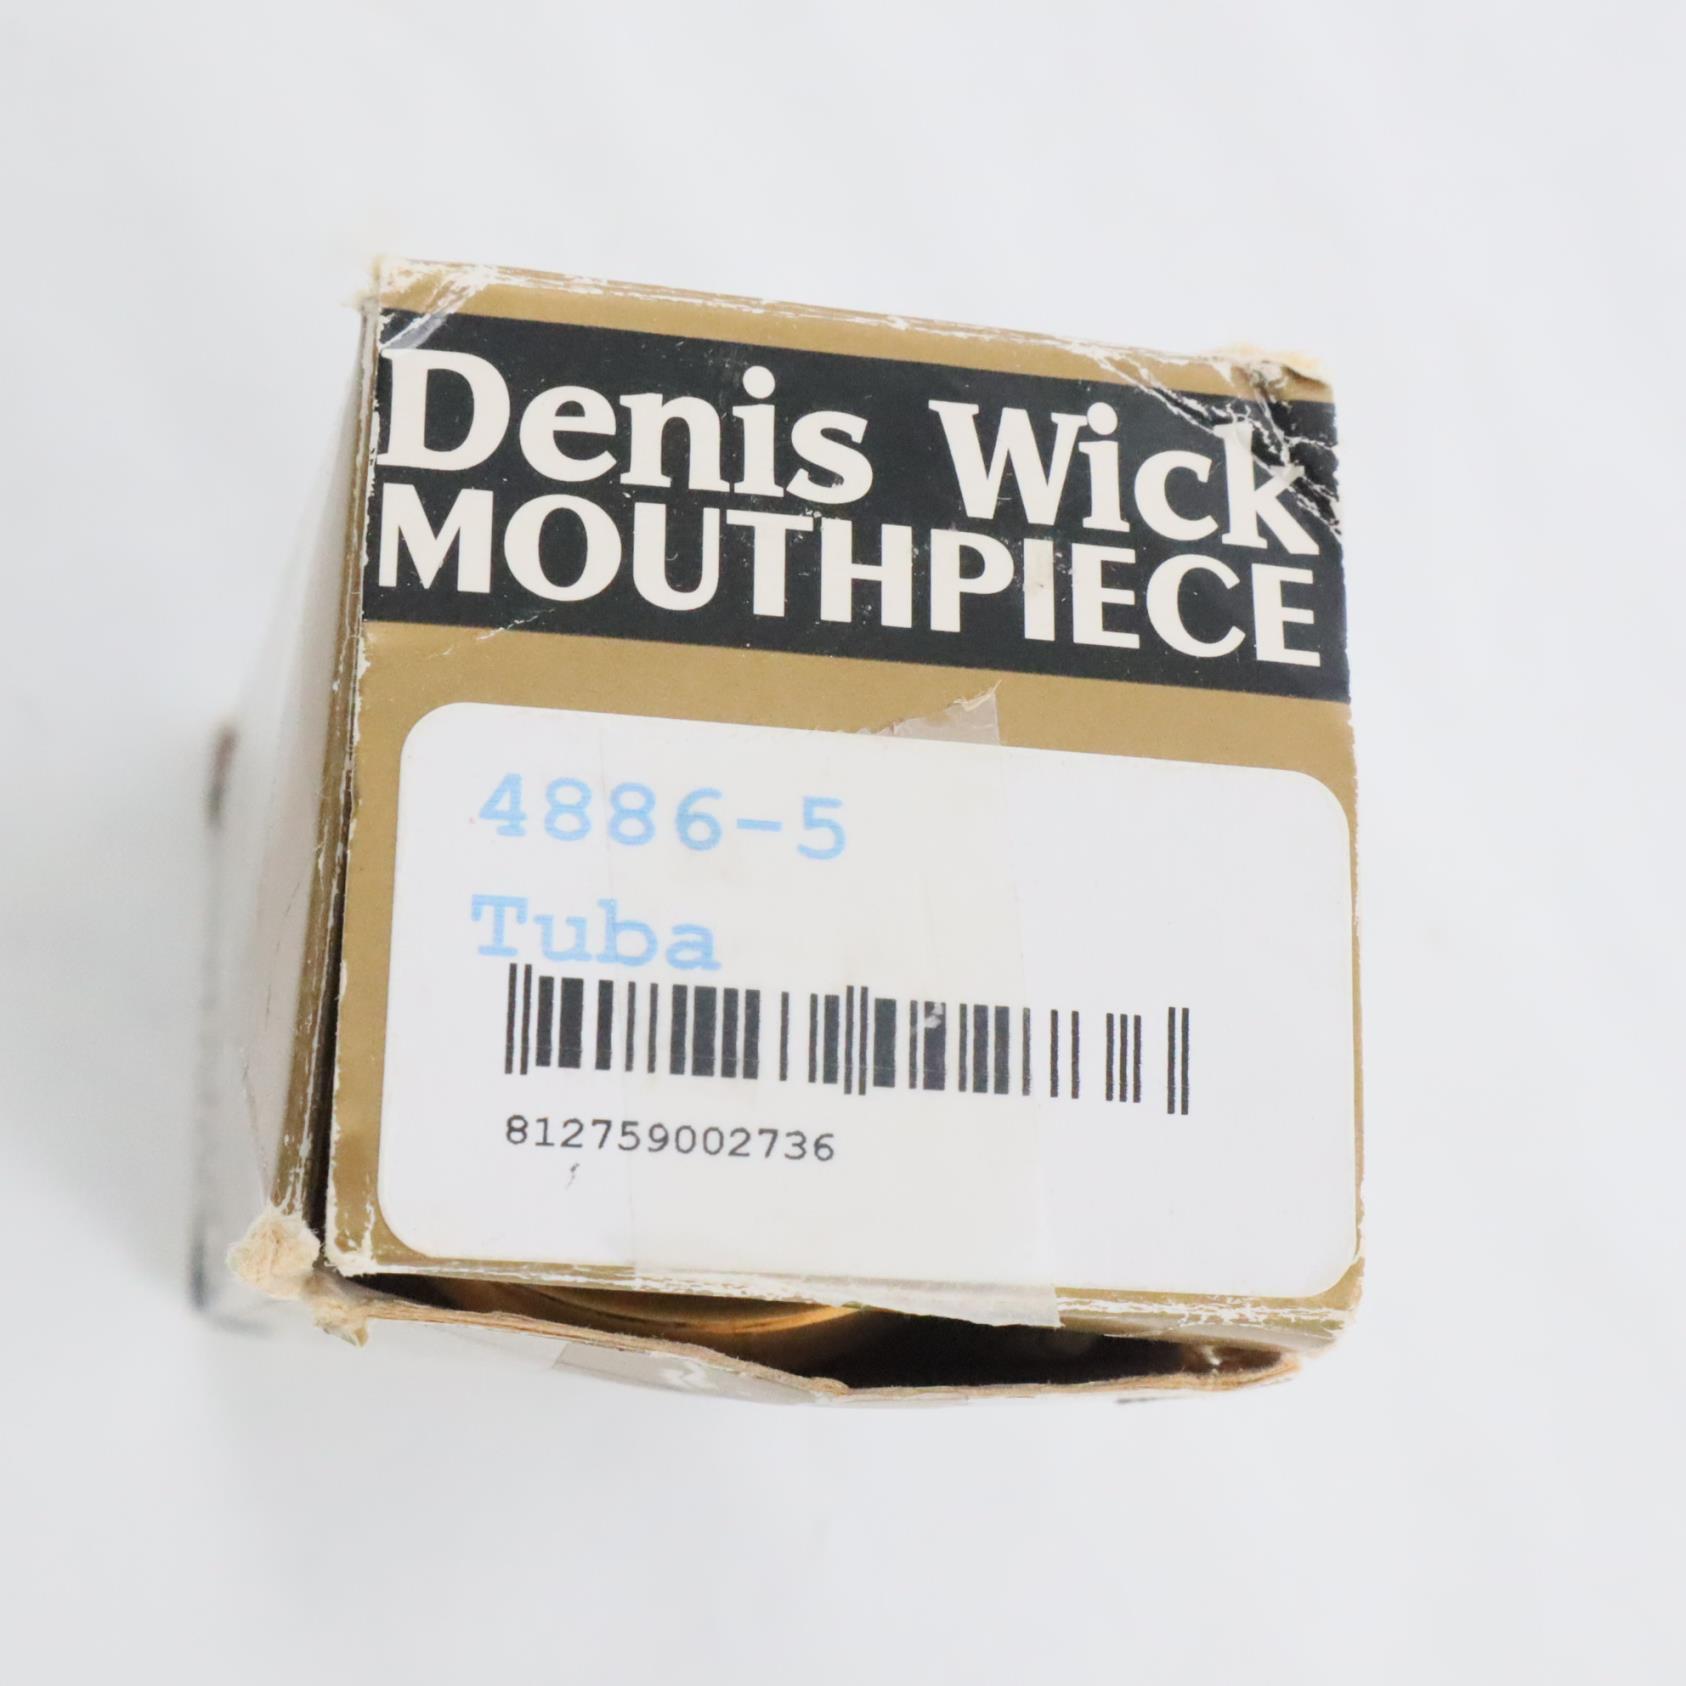 Denis Wick
MOUTHPIECE
4886-5
Tuba
812759002736